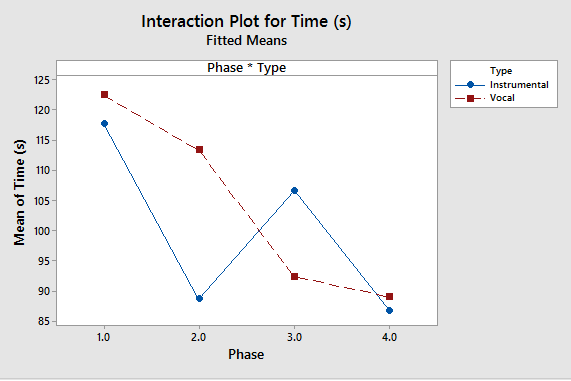 Interaction Plot for Time (s)
Fitted Means
Phase * Type
Type
Instrumental
Vocal
Mean of Time (s)
125
120
115
110
105
100
95
90
85
1.0 2.0 3.0 4.0
Phase